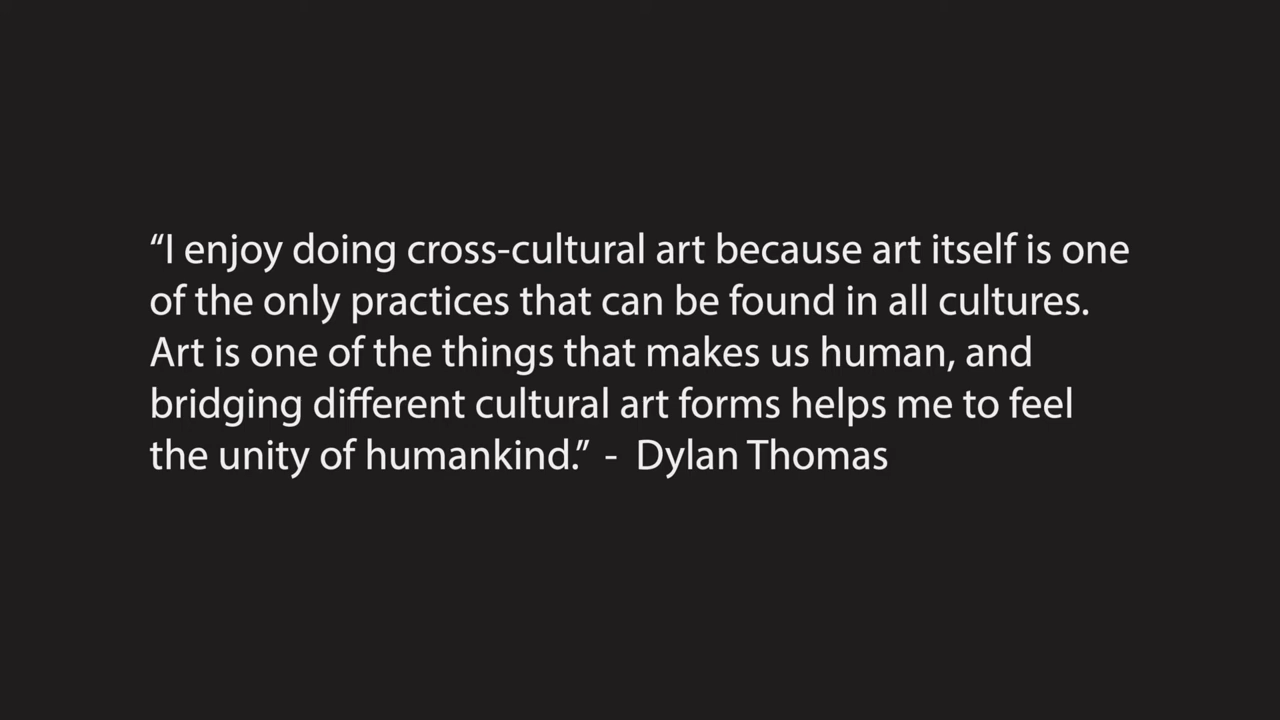 “I enjoy doing cross-cultural art because art itself is one
of the only practices that can be found in all cultures.
Art is one of the things that makes us human, and
bridging different cultural art forms helps me to feel
the unity of humankind.” - Dylan Thomas